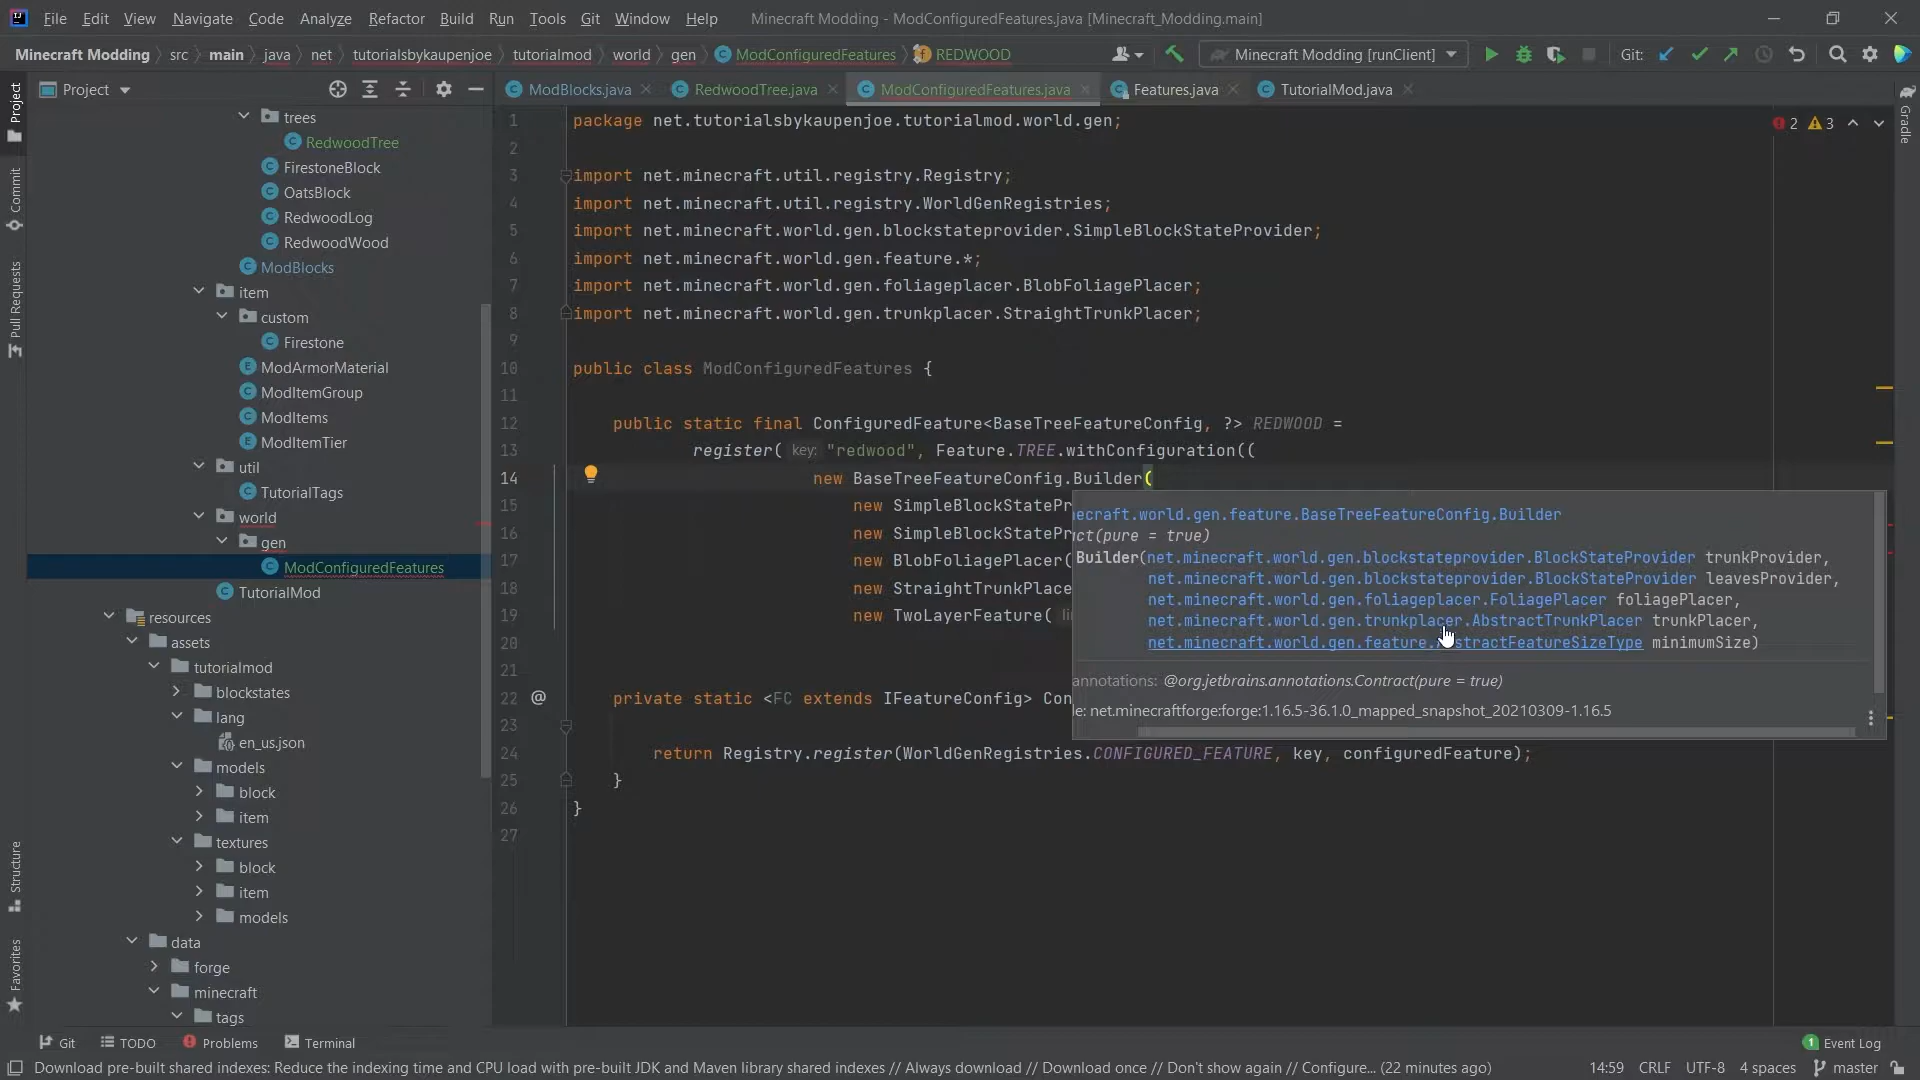 File Edit View Navigate Code Analyze Refactor Build Run Tools Git Window Help Minecraft Modding - ModConfiguredFeatures.java [Minecraft_Modding.main]
Minecraft Modding src main java net tutorialsbykaupenjoe tutorialmod world gen ModConfiguredFeatures REDWOOD Minecraft Modding [runClient] Git:
Project
ModBlocks.java RedwoodTree.java ModConfiguredFeatures.java Features.java TutorialMod.java
Project
Commit
Pull Requests
Structure
Favorites
Gradle
trees
RedwoodTree
FirestoneBlock
OatsBlock
RedwoodLog
RedwoodWood
ModBlocks
item
custom
Firestone
ModArmorMaterial
ModItemGroup
ModItems
ModItemTier
util
TutorialTags
world
gen
ModConfiguredFeatures
TutorialMod
resources
assets
tutorialmod
blockstates
lang
en_us.json
models
block
item
textures
block
item
models
data
forge
minecraft
tags
2 3
1 package net.tutorialsbykaupenjoe.tutorialmod.world.gen;
2
3 import net.minecraft.util.registry.Registry;
4 import net.minecraft.util.registry.WorldGenRegistries;
5 import net.minecraft.world.gen.blockstateprovider.SimpleBlockStateProvider;
6 import net.minecraft.world.gen.feature.*;
7 import net.minecraft.world.gen.foliageplacer.BlobFoliagePlacer;
8 import net.minecraft.world.gen.trunkplacer.StraightTrunkPlacer;
9
10 public class ModConfiguredFeatures {
11
12 public static final ConfiguredFeature<BaseTreeFeatureConfig, ?> REDWOOD =
13 register( key: "redwood", Feature.TREE.withConfiguration((
14 new BaseTreeFeatureConfig.Builder(
15 new SimpleBlockStatePr
16 new SimpleBlockStatePr
17 new BlobFoliagePlacer(
18 new StraightTrunkPlace
19 new TwoLayerFeature(
20
21
22 @ private static <FC extends IFeatureConfig> Con
23
24 return Registry.register(WorldGenRegistries.CONFIGURED_FEATURE, key, configuredFeature);
25 }
26 }
27
necraft.world.gen.feature.BaseTreeFeatureConfig.Builder
ct(pure = true)
Builder(net.minecraft.world.gen.blockstateprovider.BlockStateProvider trunkProvider,
net.minecraft.world.gen.blockstateprovider.BlockStateProvider leavesProvider,
net.minecraft.world.gen.foliageplacer.FoliagePlacer foliagePlacer,
net.minecraft.world.gen.trunkplacer.AbstractTrunkPlacer trunkPlacer,
net.minecraft.world.gen.feature.AbstractFeatureSizeType minimumSize)
annotations: @org.jetbrains.annotations.Contract(pure = true)
e: net.minecraftforge:forge:1.16.5-36.1.0_mapped_snapshot_20210309-1.16.5
Git TODO Problems Terminal 1 Event Log
Download pre-built shared indexes: Reduce the indexing time and CPU load with pre-built JDK and Maven library shared indexes // Always download // Download once // Don't show again // Configure... (22 minutes ago) 14:59 CRLF UTF-8 4 spaces master